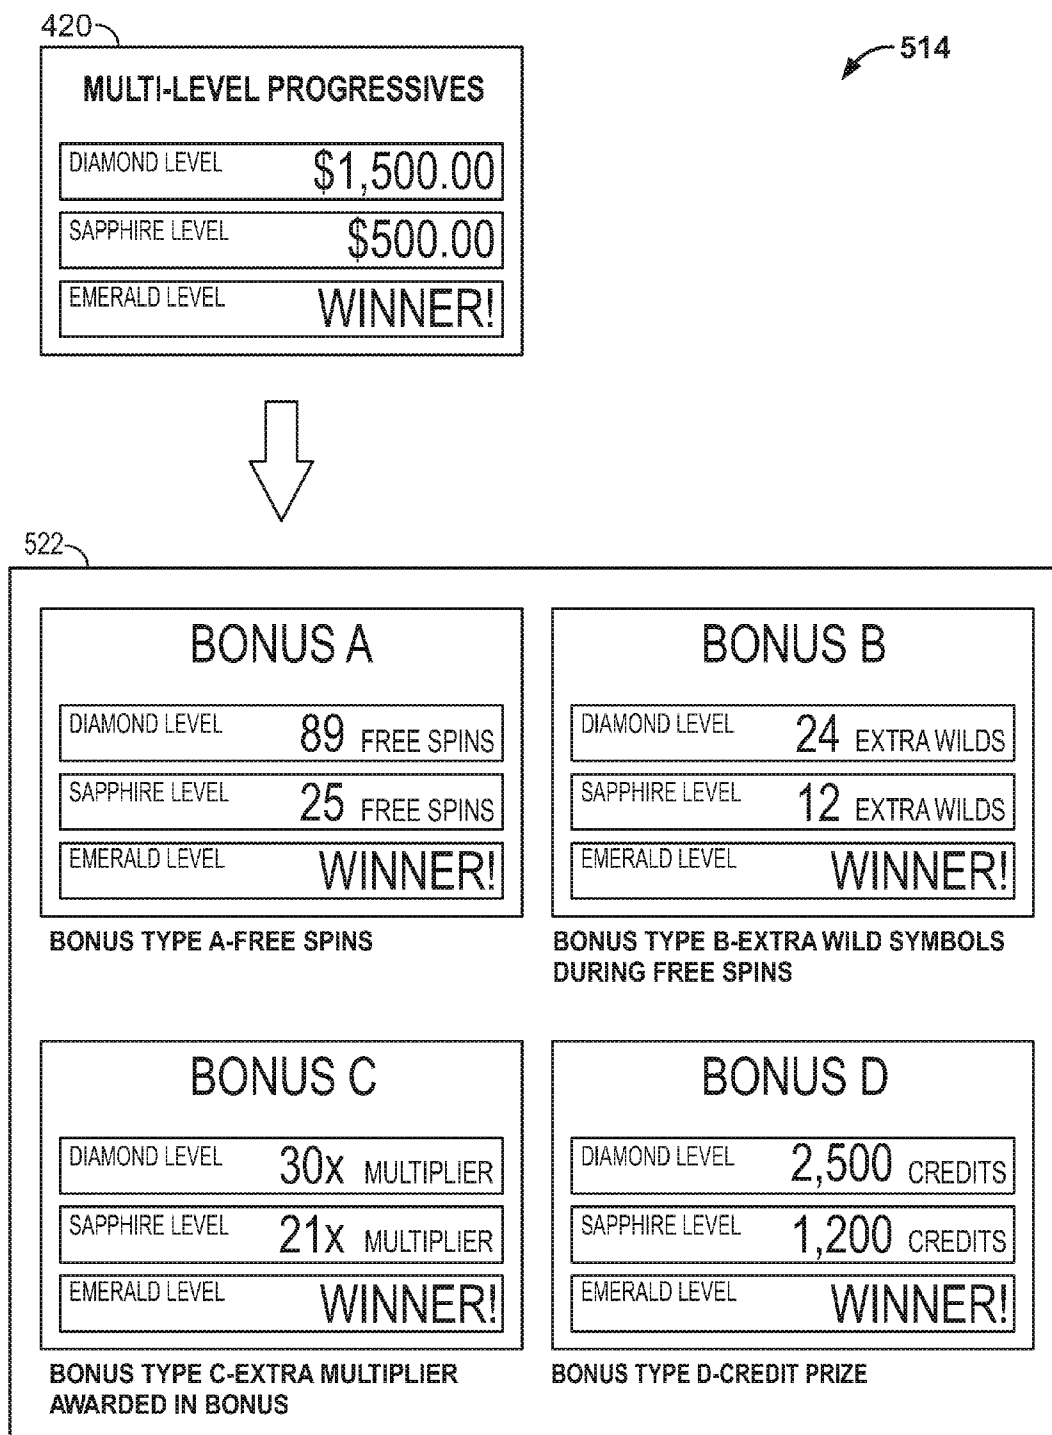 420
514
MULTI-LEVEL PROGRESSIVES
DIAMOND LEVEL $1,500.00
SAPPHIRE LEVEL $500.00
EMERALD LEVEL WINNER!
522
BONUS A
DIAMOND LEVEL 89 FREE SPINS
SAPPHIRE LEVEL 25 FREE SPINS
EMERALD LEVEL WINNER!
BONUS TYPE A-FREE SPINS
BONUS B
DIAMOND LEVEL 24 EXTRA WILDS
SAPPHIRE LEVEL 12 EXTRA WILDS
EMERALD LEVEL WINNER!
BONUS TYPE B-EXTRA WILD SYMBOLS
DURING FREE SPINS
BONUS C
DIAMOND LEVEL 30x MULTIPLIER
SAPPHIRE LEVEL 21x MULTIPLIER
EMERALD LEVEL WINNER!
BONUS TYPE C-EXTRA MULTIPLIER
AWARDED IN BONUS
BONUS D
DIAMOND LEVEL 2,500 CREDITS
SAPPHIRE LEVEL 1,200 CREDITS
EMERALD LEVEL WINNER!
BONUS TYPE D-CREDIT PRIZE